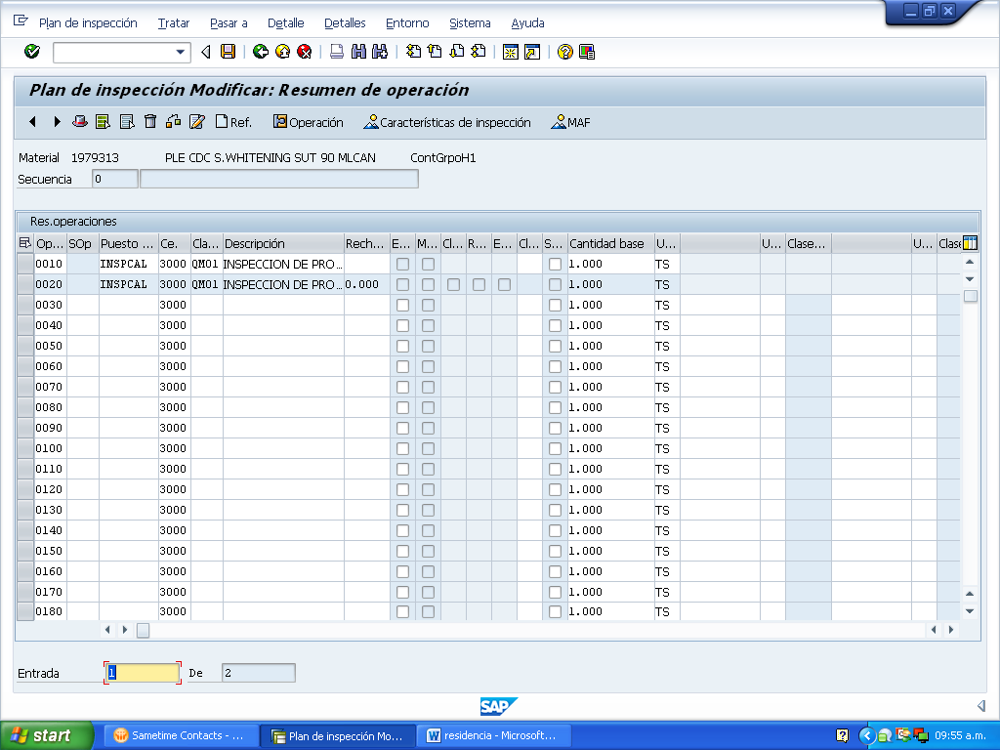 Plan de inspección Tratar Pasar a Detalle Detalles Entorno Sistema Ayuda
Plan de inspección Modificar: Resumen de operación
Ref. Operación Características de inspección MAF
Material 1979313 PLE CDC S.WHITENING SUT 90 MLCAN ContGrpoH1
Secuencia 0
Res.operaciones
Op... SOp Puesto ... Ce. Cla... Descripción Rech... E... M... Cl... R... E... Cl... S... Cantidad base U... U... Clase... U... Clase
0010 INSPCAL 3000 QM01 INSPECCION DE PRO... 1.000 TS
0020 INSPCAL 3000 QM01 INSPECCION DE PRO... 0.000 1.000 TS
0030 3000 1.000 TS
0040 3000 1.000 TS
0050 3000 1.000 TS
0060 3000 1.000 TS
0070 3000 1.000 TS
0080 3000 1.000 TS
0090 3000 1.000 TS
0100 3000 1.000 TS
0110 3000 1.000 TS
0120 3000 1.000 TS
0130 3000 1.000 TS
0140 3000 1.000 TS
0150 3000 1.000 TS
0160 3000 1.000 TS
0170 3000 1.000 TS
0180 3000 1.000 TS
Entrada 1 De 2
SAP
start Sametime Contacts - ... Plan de inspección Mo... residencia - Microsoft... 09:55 a.m.